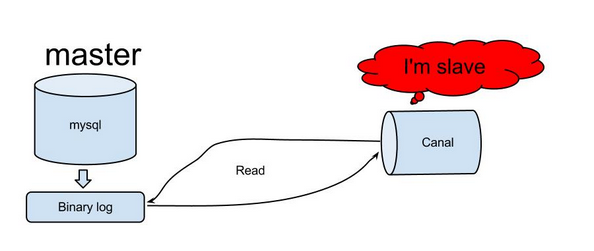 master
I'm slave
mysql
Canal
Read
Binary log